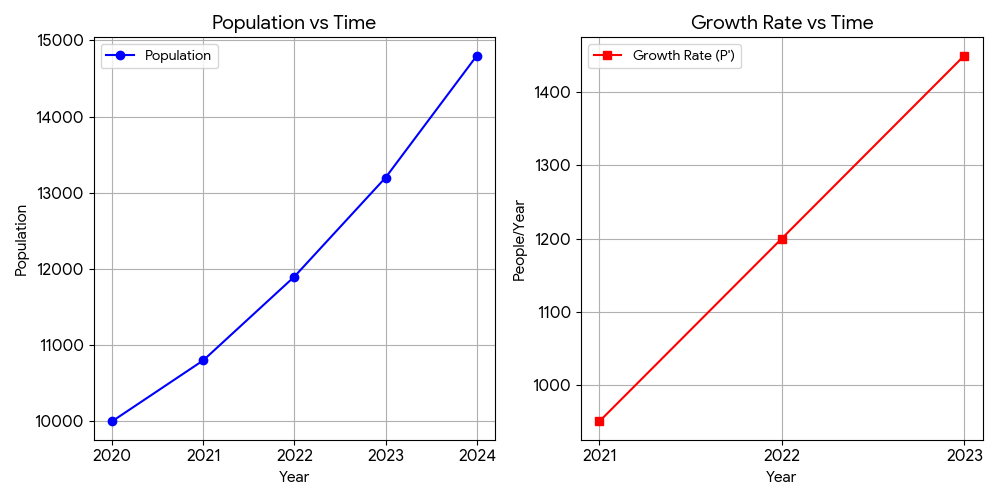 Population vs Time
Population
15000
14000
13000
12000
11000
10000
Population
2020 2021 2022 2023 2024
Year
Growth Rate vs Time
Growth Rate (P')
1400
1300
1200
1100
1000
People/Year
2021 2022 2023
Year